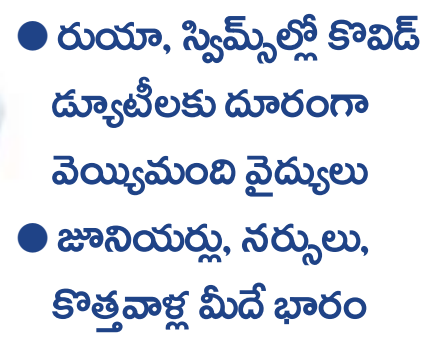 ● రుయా, స్విమ్స్‌ల్లో కొవిడ్
డ్యూటీలకు దూరంగా
వెయ్యిమంది వైద్యులు
● జూనియర్లు, నర్సులు,
కొత్తవాళ్ల మీదే భారం